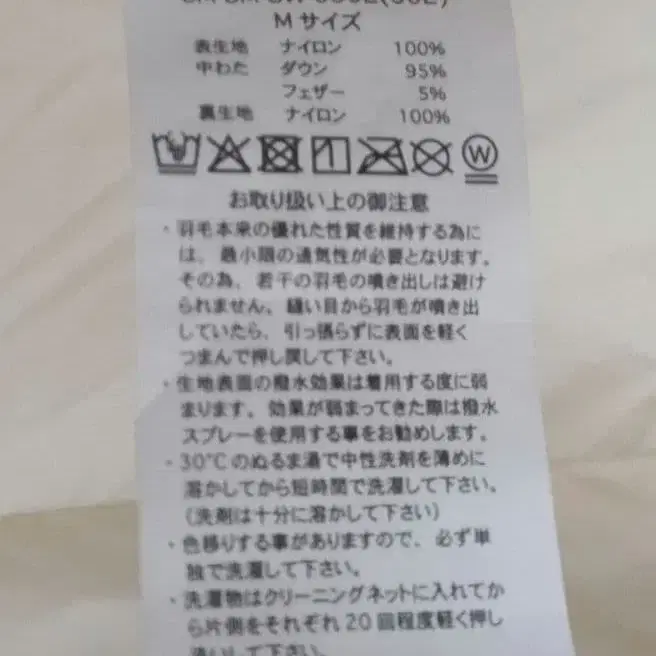 Mサイズ
表生地 ナイロン 100%
中わた ダウン 95%
フェザー 5%
裏生地 ナイロン 100%
W
お取り扱い上の御注意
・羽毛本来の優れた性質を維持する為に
は、最小限の通気性が必要となります。
その為、若干の羽毛の噴き出しは避け
られません。縫い目から羽毛が噴き出
していたら、引っ張らずに表面を軽く
つまんで押し戻して下さい。
・生地表面の撥水効果は着用する度に弱
まります。効果が弱まってきた際は撥水
スプレーを使用する事をお勧めします。
・30℃のぬるま湯で中性洗剤を薄めに
溶かしてから短時間で洗濯して下さい。
(洗剤は十分に溶かして下さい)
・色移りする事がありますので、必ず単
独で洗濯して下さい。
・洗濯物はクリーニングネットに入れてか
ら片側をそれぞれ20回程度軽く押し
洗いして下さい。